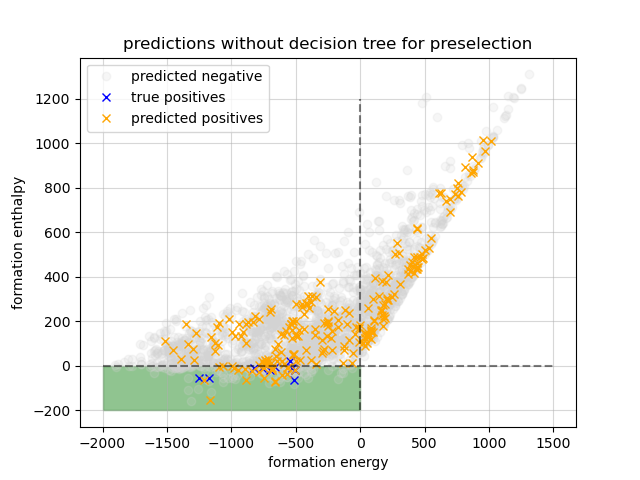 predictions without decision tree for preselection
predicted negative
true positives
predicted positives
1200
1000
800
600
400
200
0
−200
formation enthalpy
−2000 −1500 −1000 −500 0 500 1000 1500
formation energy